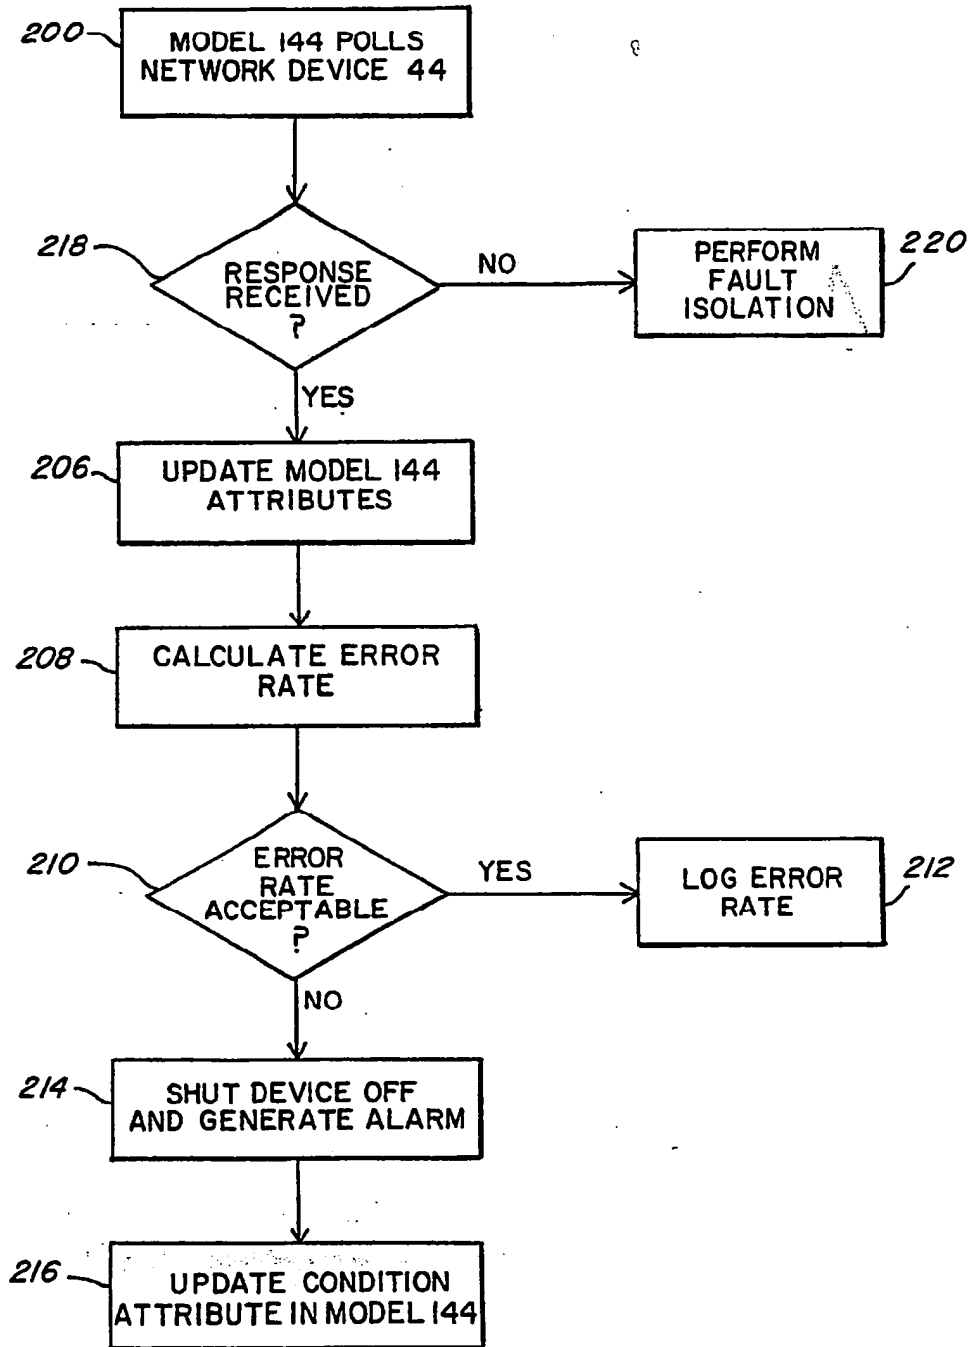 200
MODEL 144 POLLS
NETWORK DEVICE 44
218
RESPONSE
RECEIVED
?
NO
PERFORM
FAULT
ISOLATION
220
YES
206
UPDATE MODEL 144
ATTRIBUTES
208
CALCULATE ERROR
RATE
210
ERROR
RATE
ACCEPTABLE
?
YES
LOG ERROR
RATE
212
NO
214
SHUT DEVICE OFF
AND GENERATE ALARM
216
UPDATE CONDITION
ATTRIBUTE IN MODEL 144